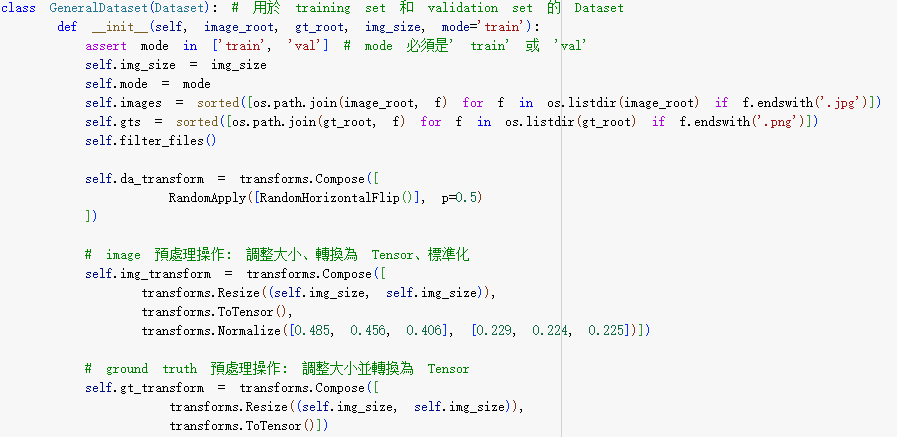 class GeneralDataset(Dataset): # 用於 training set 和 validation set 的 Dataset
def __init__(self, image_root, gt_root, img_size, mode='train'):
assert mode in ['train', 'val'] # mode 必須是' train' 或 'val'
self.img_size = img_size
self.mode = mode
self.images = sorted([os.path.join(image_root, f) for f in os.listdir(image_root) if f.endswith('.jpg')])
self.gts = sorted([os.path.join(gt_root, f) for f in os.listdir(gt_root) if f.endswith('.png')])
self.filter_files()
self.da_transform = transforms.Compose([
RandomApply([RandomHorizontalFlip()], p=0.5)
])
# image 預處理操作: 調整大小、轉換為 Tensor、標準化
self.img_transform = transforms.Compose([
transforms.Resize((self.img_size, self.img_size)),
transforms.ToTensor(),
transforms.Normalize([0.485, 0.456, 0.406], [0.229, 0.224, 0.225])])
# ground truth 預處理操作: 調整大小並轉換為 Tensor
self.gt_transform = transforms.Compose([
transforms.Resize((self.img_size, self.img_size)),
transforms.ToTensor()])